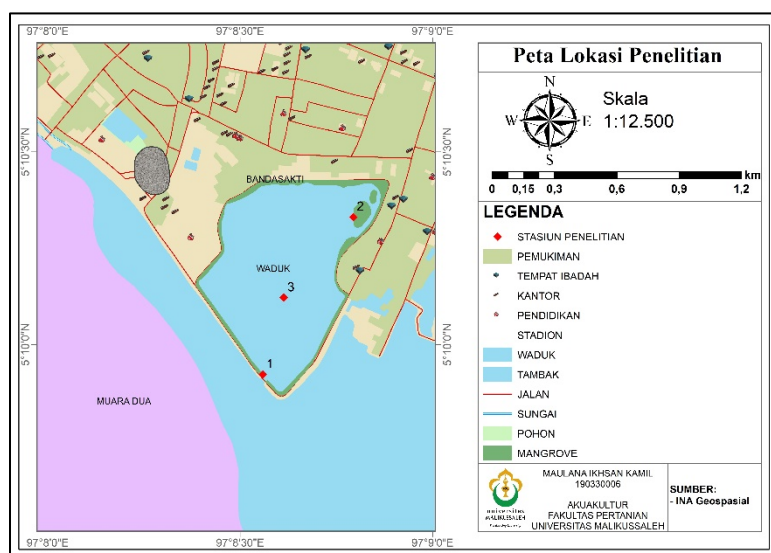 97°8'0"E
97°8'30"E
97°9'0"E
5°10'30"N
5°10'0"N
5°10'30"N
5°10'0"N
97°8'0"E
97°8'30"E
97°9'0"E
BANDASAKTI
WADUK
MUARA DUA
1
2
3
Peta Lokasi Penelitian
N
W
E
S
Skala
1:12.500
km
0 0,15 0,3 0,6 0,9 1,2
LEGENDA
STASIUN PENELITIAN
PEMUKIMAN
TEMPAT IBADAH
KANTOR
PENDIDIKAN
STADION
WADUK
TAMBAK
JALAN
SUNGAI
POHON
MANGROVE
universitas
MALIKUSSALEH
MAULANA IKHSAN KAMIL
190330006
AKUAKULTUR
FAKULTAS PERTANIAN
UNIVERSITAS MALIKUSSALEH
SUMBER:
- INA Geospasial